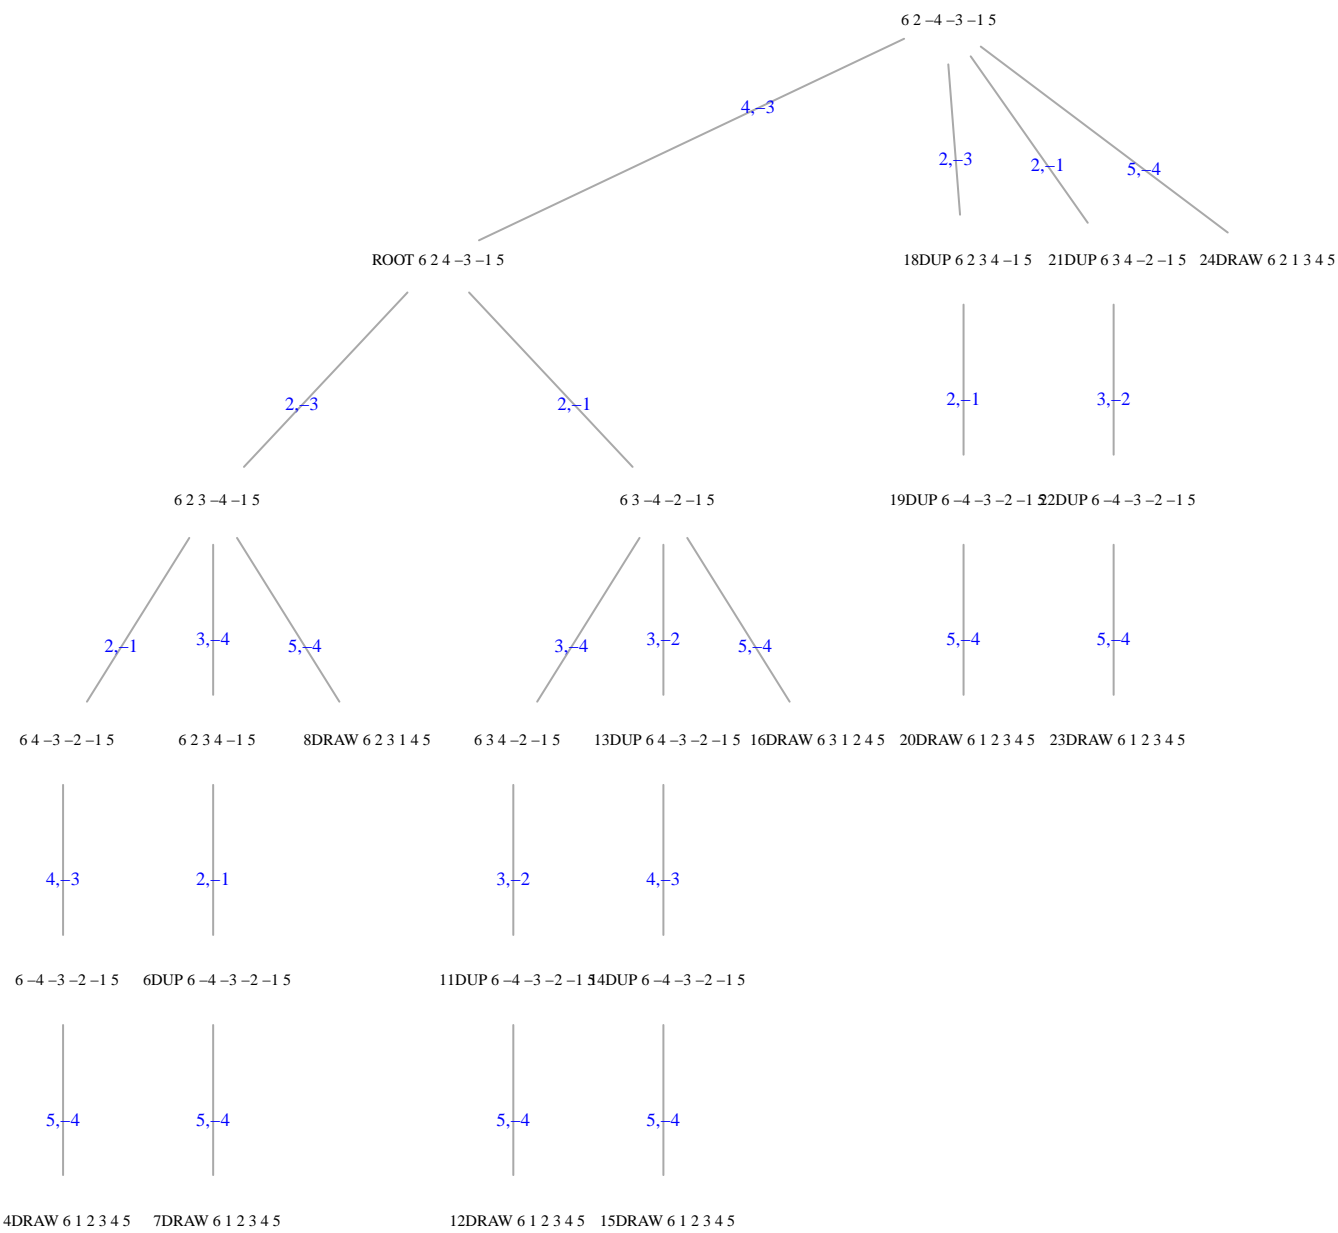 6 2 –4 –3 –1 5
4,–3
2,–3
2,–1
5,–4
ROOT 6 2 4 –3 –1 5
18DUP 6 2 3 4 –1 5
21DUP 6 3 4 –2 –1 5
24DRAW 6 2 1 3 4 5
2,–3
2,–1
2,–1
3,–2
6 2 3 –4 –1 5
6 3 –4 –2 –1 5
19DUP 6 –4 –3 –2 –1 5
22DUP 6 –4 –3 –2 –1 5
2,–1
3,–4
5,–4
3,–4
3,–2
5,–4
5,–4
5,–4
6 4 –3 –2 –1 5
6 2 3 4 –1 5
8DRAW 6 2 3 1 4 5
6 3 4 –2 –1 5
13DUP 6 4 –3 –2 –1 5
16DRAW 6 3 1 2 4 5
20DRAW 6 1 2 3 4 5
23DRAW 6 1 2 3 4 5
4,–3
2,–1
3,–2
4,–3
6 –4 –3 –2 –1 5
6DUP 6 –4 –3 –2 –1 5
11DUP 6 –4 –3 –2 –1 5
14DUP 6 –4 –3 –2 –1 5
5,–4
5,–4
5,–4
5,–4
4DRAW 6 1 2 3 4 5
7DRAW 6 1 2 3 4 5
12DRAW 6 1 2 3 4 5
15DRAW 6 1 2 3 4 5